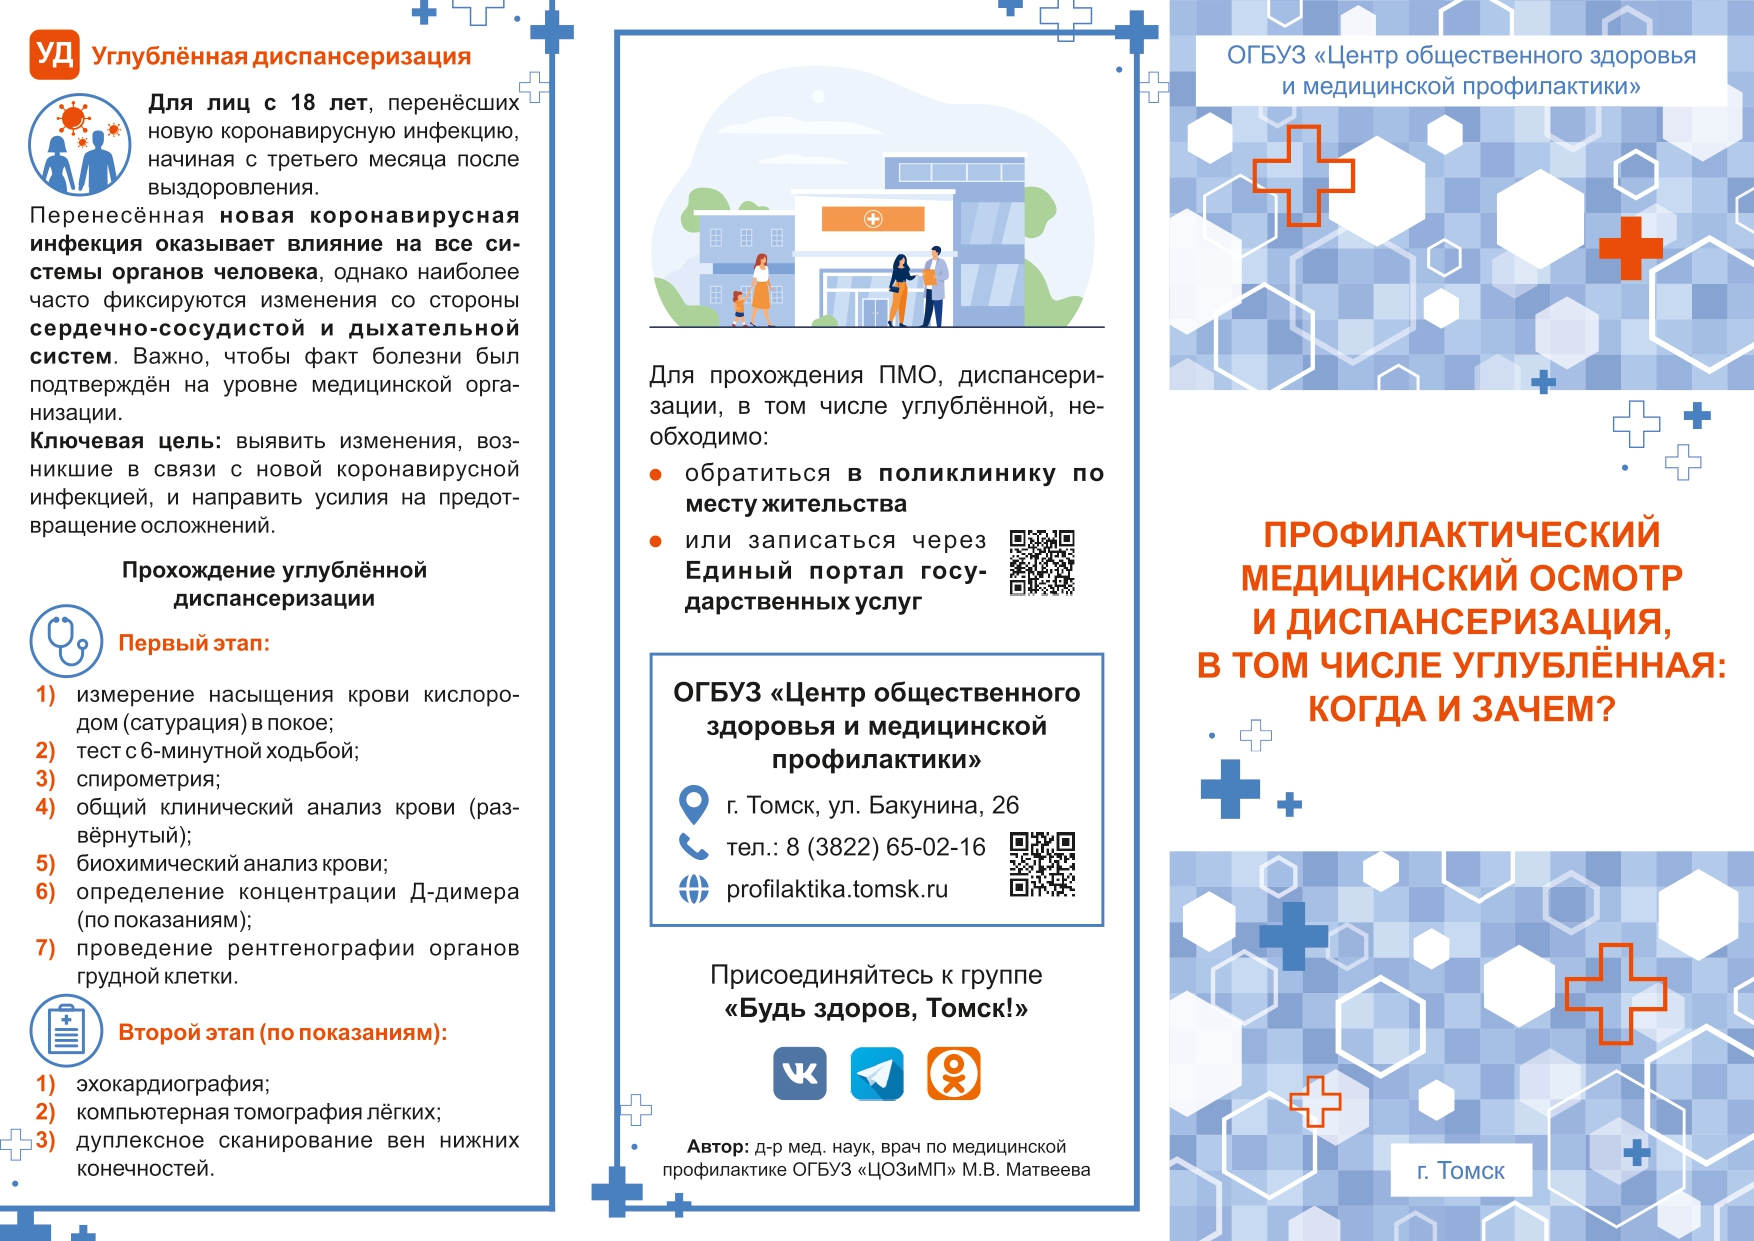 УД Углублённая диспансеризация
Для лиц с 18 лет, перенёсших
новую коронавирусную инфекцию,
начиная с третьего месяца после
выздоровления.
Перенесённая новая коронавирусная
инфекция оказывает влияние на все си-
стемы органов человека, однако наиболее
часто фиксируются изменения со стороны
сердечно-сосудистой и дыхательной
систем. Важно, чтобы факт болезни был
подтверждён на уровне медицинской орга-
низации.
Ключевая цель: выявить изменения, воз-
никшие в связи с новой коронавирусной
инфекцией, и направить усилия на предот-
вращение осложнений.
Прохождение углублённой
диспансеризации
Первый этап:
1) измерение насыщения крови кислоро-
дом (сатурация) в покое;
2) тест с 6-минутной ходьбой;
3) спирометрия;
4) общий клинический анализ крови (раз-
вёрнутый);
5) биохимический анализ крови;
6) определение концентрации Д-димера
(по показаниям);
7) проведение рентгенографии органов
грудной клетки.
Второй этап (по показаниям):
1) эхокардиография;
2) компьютерная томография лёгких;
3) дуплексное сканирование вен нижних
конечностей.
Для прохождения ПМО, диспансери-
зации, в том числе углублённой, не-
обходимо:
• обратиться в поликлинику по
месту жительства
• или записаться через
Единый портал госу-
дарственных услуг
ОГБУЗ «Центр общественного
здоровья и медицинской
профилактики»
г. Томск, ул. Бакунина, 26
тел.: 8 (3822) 65-02-16
profilaktika.tomsk.ru
Присоединяйтесь к группе
«Будь здоров, Томск!»
Автор: д-р мед. наук, врач по медицинской
профилактике ОГБУЗ «ЦОЗиМП» М.В. Матвеева
ОГБУЗ «Центр общественного здоровья
и медицинской профилактики»
ПРОФИЛАКТИЧЕСКИЙ
МЕДИЦИНСКИЙ ОСМОТР
И ДИСПАНСЕРИЗАЦИЯ,
В ТОМ ЧИСЛЕ УГЛУБЛЁННАЯ:
КОГДА И ЗАЧЕМ?
г. Томск